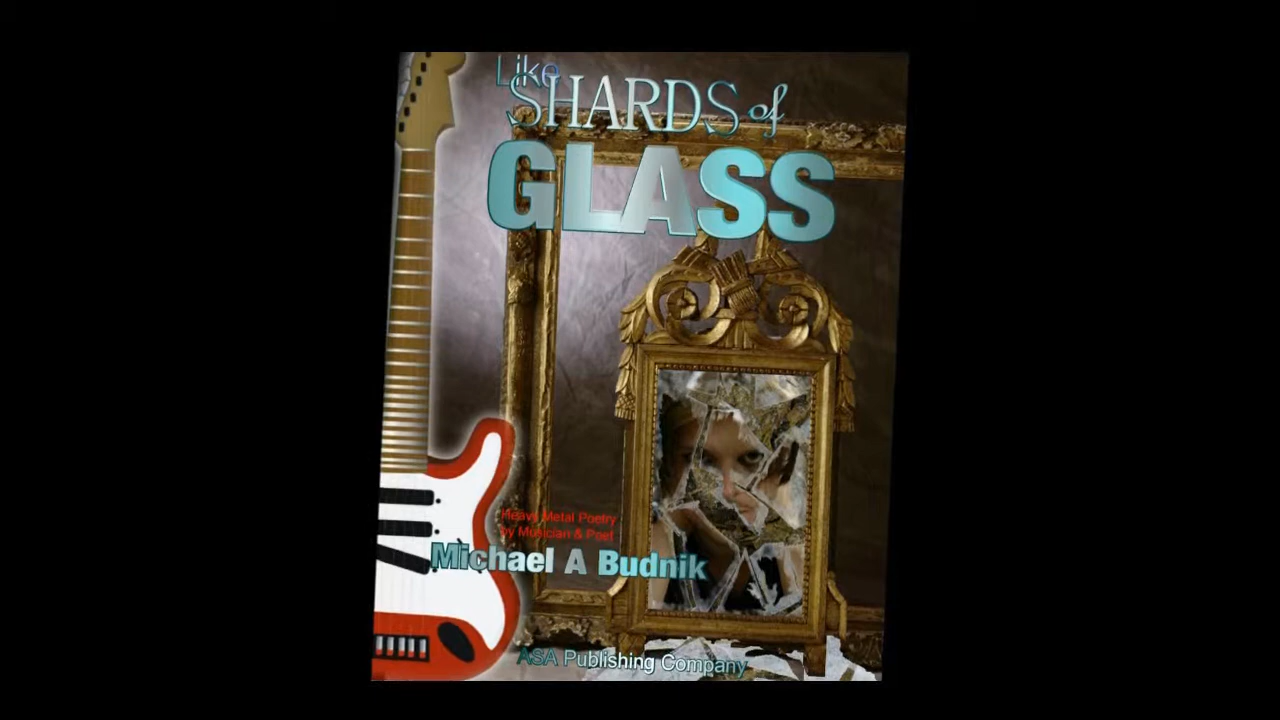 Like
SHARDS of
GLASS
Heavy Metal Poetry
by Musician & Poet
Michael A Budnik
ASA Publishing Company